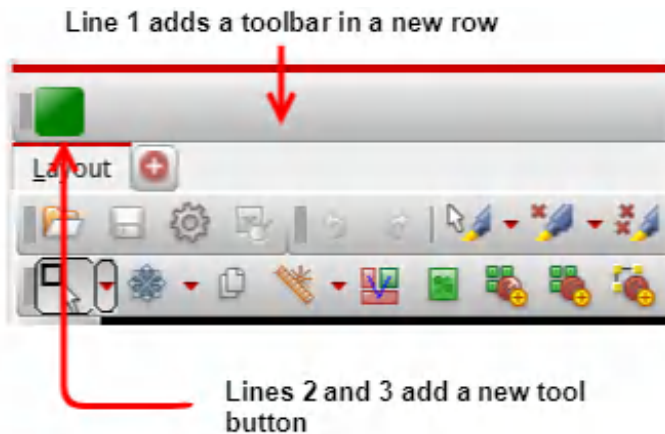 Line 1 adds a toolbar in a new row
Layout
Lines 2 and 3 add a new tool
button